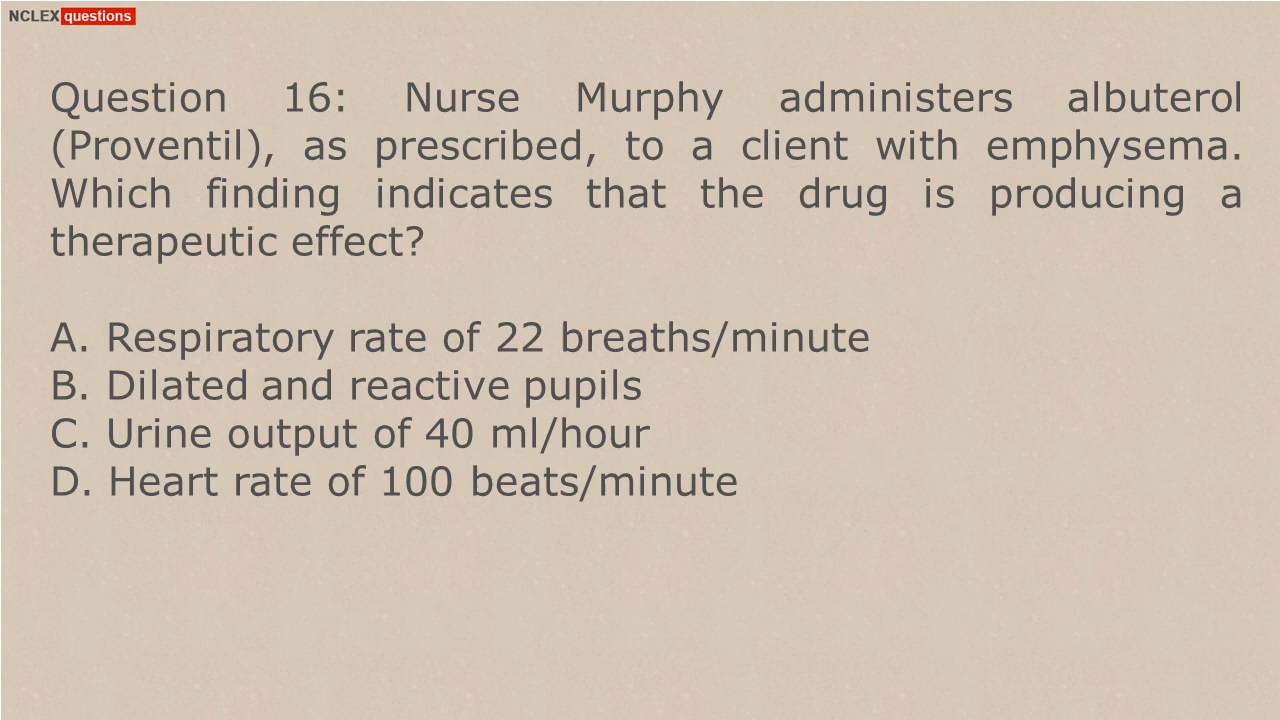 NCLEX questions
Question 16: Nurse Murphy administers albuterol
(Proventil), as prescribed, to a client with emphysema.
Which finding indicates that the drug is producing a
therapeutic effect?
A. Respiratory rate of 22 breaths/minute
B. Dilated and reactive pupils
C. Urine output of 40 ml/hour
D. Heart rate of 100 beats/minute